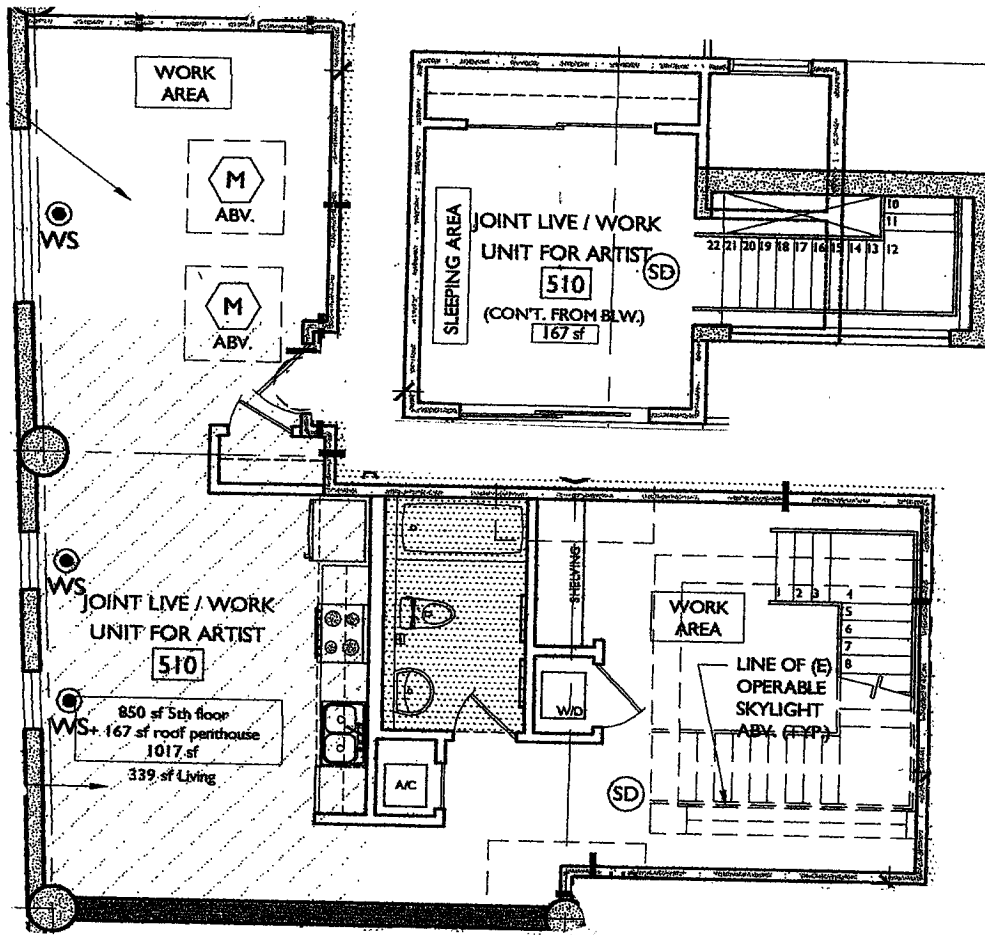 WORK
AREA
M
ABV.
WS
M
ABV.
SLEEPING AREA
JOINT LIVE / WORK
UNIT FOR ARTIST
510
(CON'T. FROM BLW.)
167 sf
SD
10
11
22 21 20 19 18 17 16 15 14 13 12
WS
JOINT LIVE / WORK
UNIT FOR ARTIST
510
WS
850 sf 5th floor
+ 167 sf roof penthouse
1017 sf
339 sf Living
A/C
SHELVING
W/D
WORK
AREA
1 2 3 4
5
6
7
8
LINE OF (E)
OPERABLE
SKYLIGHT
ABV. (TYP.)
SD